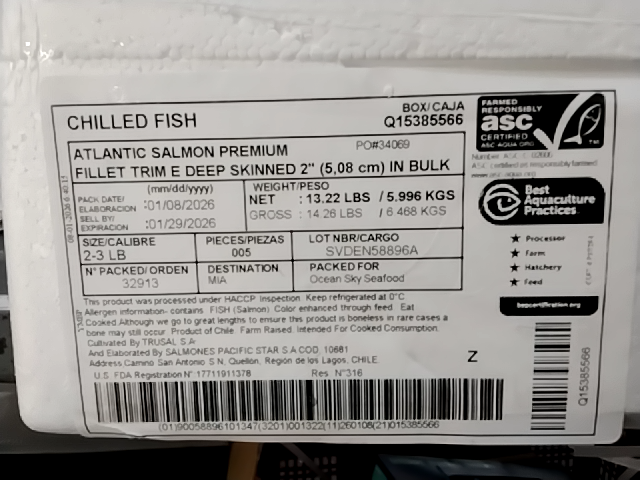 CHILLED FISH
BOX/CAJA
Q15385566
ATLANTIC SALMON PREMIUM PO#34069
FILLET TRIM E DEEP SKINNED 2" (5,08 cm) IN BULK
(mm/dd/yyyy)
PACK DATE/
ELABORACION :01/08/2026
SELL BY/
EXPIRACION :01/29/2026
WEIGHT/PESO
NET : 13.22 LBS / 5.996 KGS
GROSS : 14.26 LBS / 6.468 KGS
SIZE/CALIBRE
2-3 LB
PIECES/PIEZAS
005
LOT NBR/CARGO
SVDEN58896A
N° PACKED/ORDEN
32913
DESTINATION
MIA
PACKED FOR
Ocean Sky Seafood
This product was processed under HACCP Inspection. Keep refrigerated at 0°C
Allergen information- contains FISH (Salmon) Color enhanced through feed. Eat
Cooked.Although we go to great lengths to ensure this product is boneless in rare cases a
bone may still occur. Product of Chile. Farm Raised. Intended For Cooked Consumption.
Cultivated By TRUSAL S.A.
And Elaborated By SALMONES PACIFIC STAR S.A COD. 10681
Address Camino San Antonio S N, Quellon, Región de los Lagos, CHILE.
U.S. FDA Registration N° 17711911378 Res. N°316
Z
(01)90058896101347(3201)001322(11)260108(21)015385566
FARMED
RESPONSIBLY
asc
CERTIFIED
ASC-AQUA.ORG
TM
certified as responsibly farmed
Best
Aquaculture
Practices
★ Processor
★ Farm
★ Hatchery
★ Feed
bapcertification.org
Q15385566